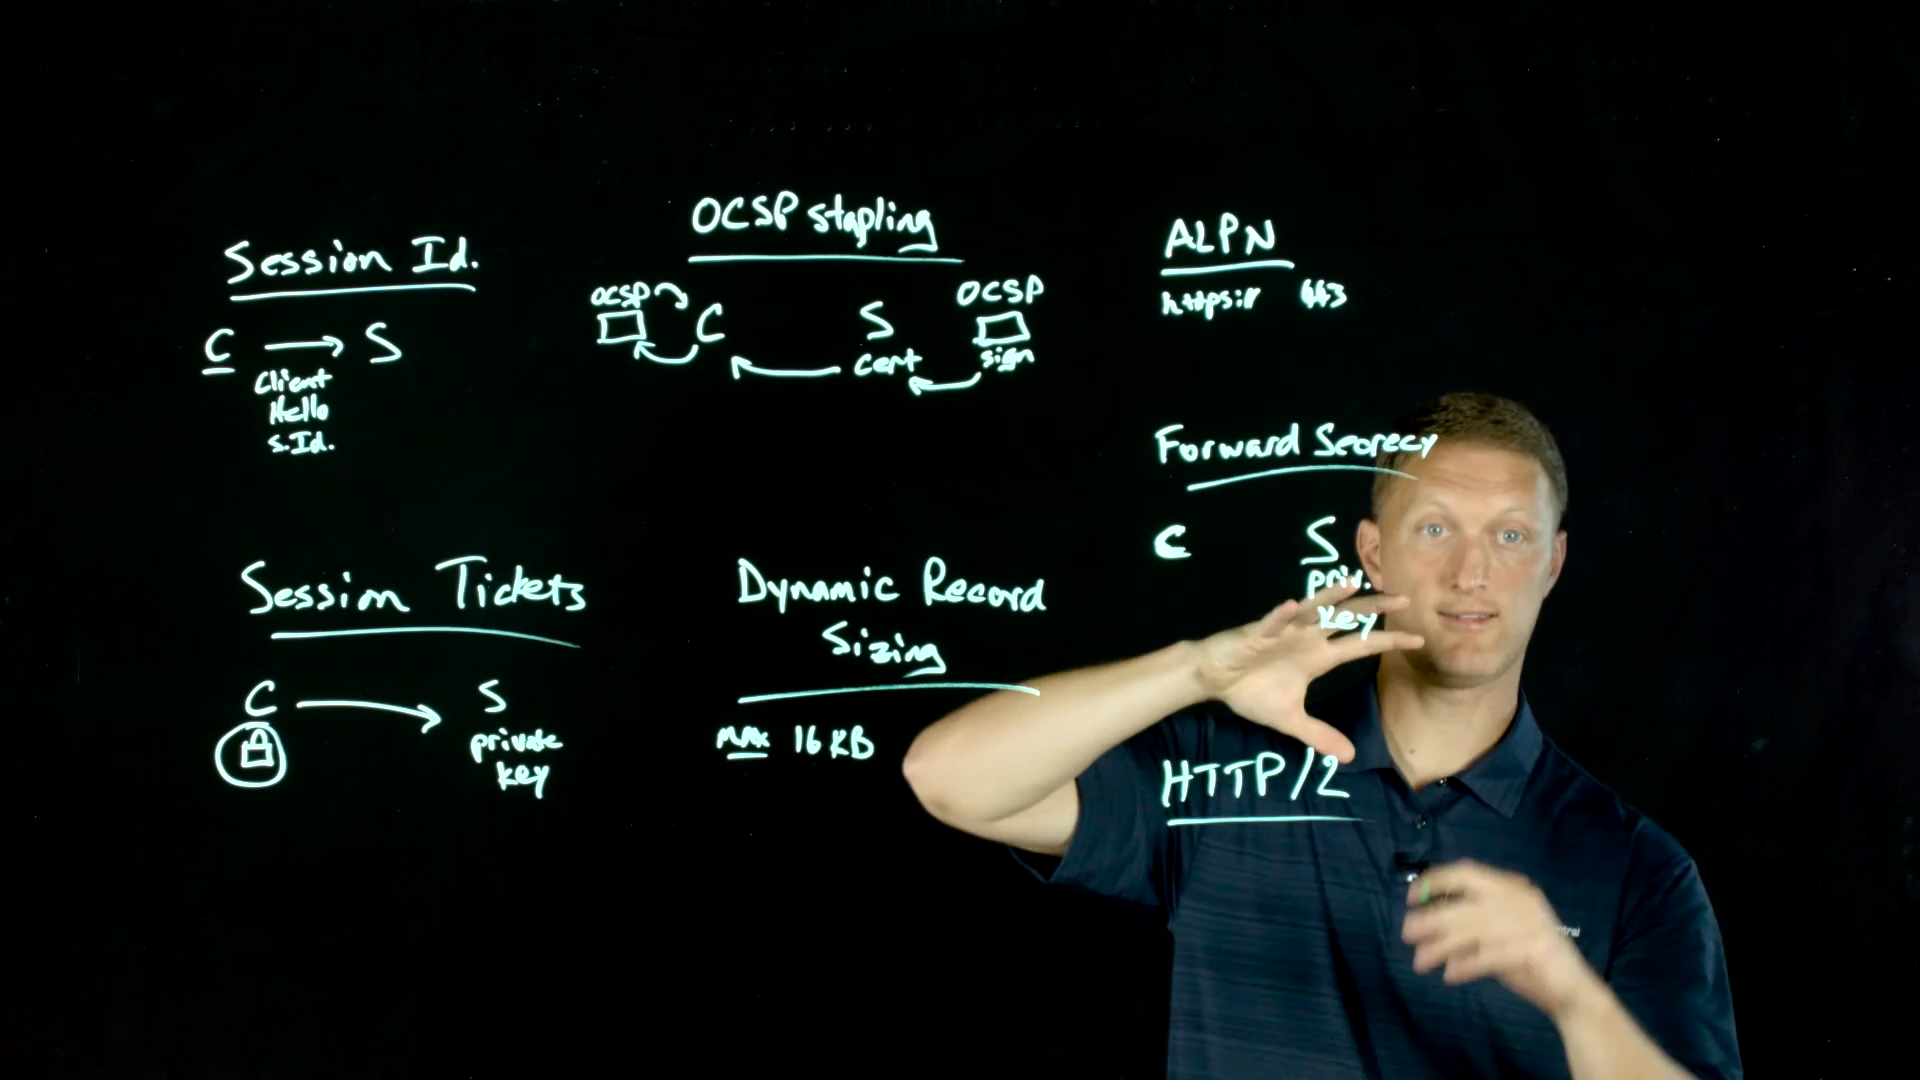 Session Id.
C → S
Client
Hello
S.Id.
OCSP stapling
OCSP
C
S
cert
OCSP
sign
ALPN
https:// 443
Forward Secrecy
C S
priv.
key
Session Tickets
C → S
private
key
Dynamic Record
Sizing
max 16 KB
HTTP/2